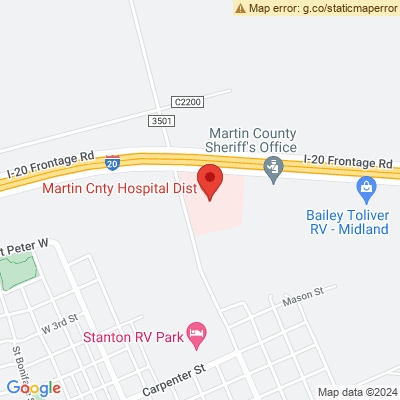 Map error: g.co/staticmaperror
C2200
3501
Martin County
Sheriff's Office
I-20 Frontage Rd
20
I-20 Frontage Rd
Martin Cnty Hospital Dist
Bailey Toliver
RV - Midland
t Peter W
Mason St
W 3rd St
Stanton RV Park
St Bonifa
Carpenter St
Google
Map data ©2024